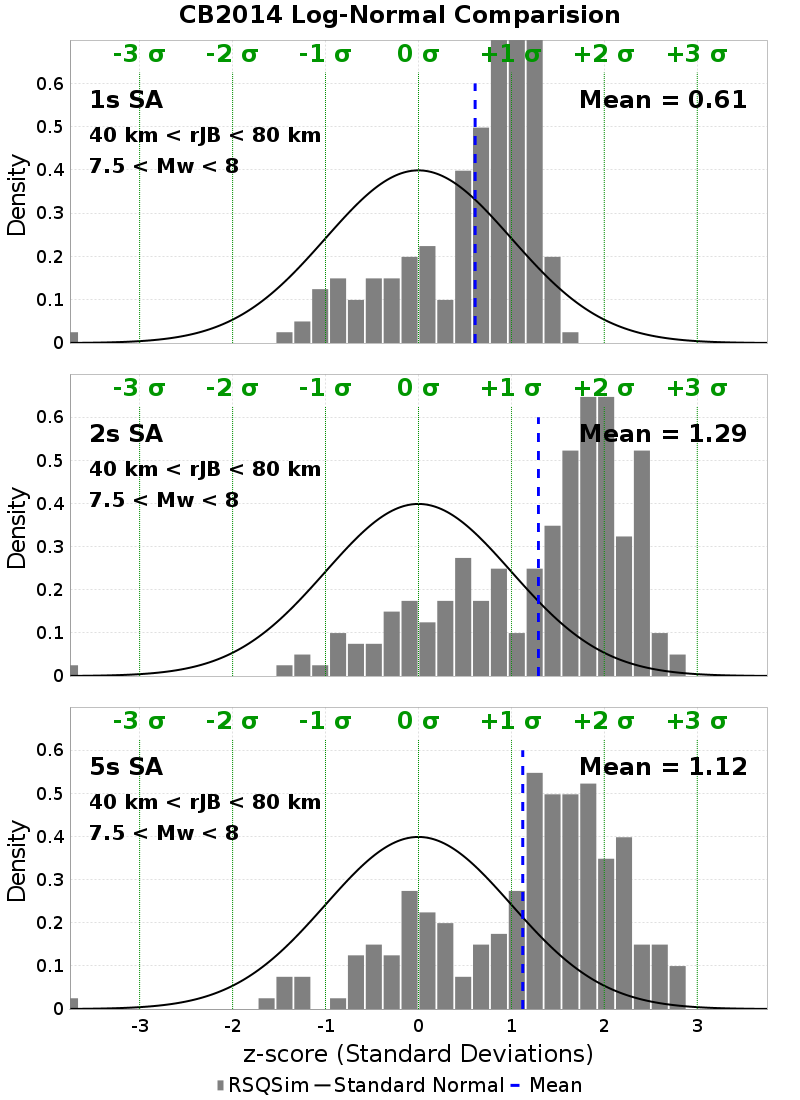 CB2014 Log-Normal Comparision
-3 σ -2 σ -1 σ 0 σ +1 σ +2 σ +3 σ
1s SA
Mean = 0.61
40 km < rJB < 80 km
7.5 < Mw < 8
Density
0.6
0.5
0.4
0.3
0.2
0.1
0
-3 σ -2 σ -1 σ 0 σ +1 σ +2 σ +3 σ
2s SA
Mean = 1.29
40 km < rJB < 80 km
7.5 < Mw < 8
Density
0.6
0.5
0.4
0.3
0.2
0.1
0
-3 σ -2 σ -1 σ 0 σ +1 σ +2 σ +3 σ
5s SA
Mean = 1.12
40 km < rJB < 80 km
7.5 < Mw < 8
Density
0.6
0.5
0.4
0.3
0.2
0.1
0
-3 -2 -1 0 1 2 3
z-score (Standard Deviations)
RSQSim Standard Normal Mean